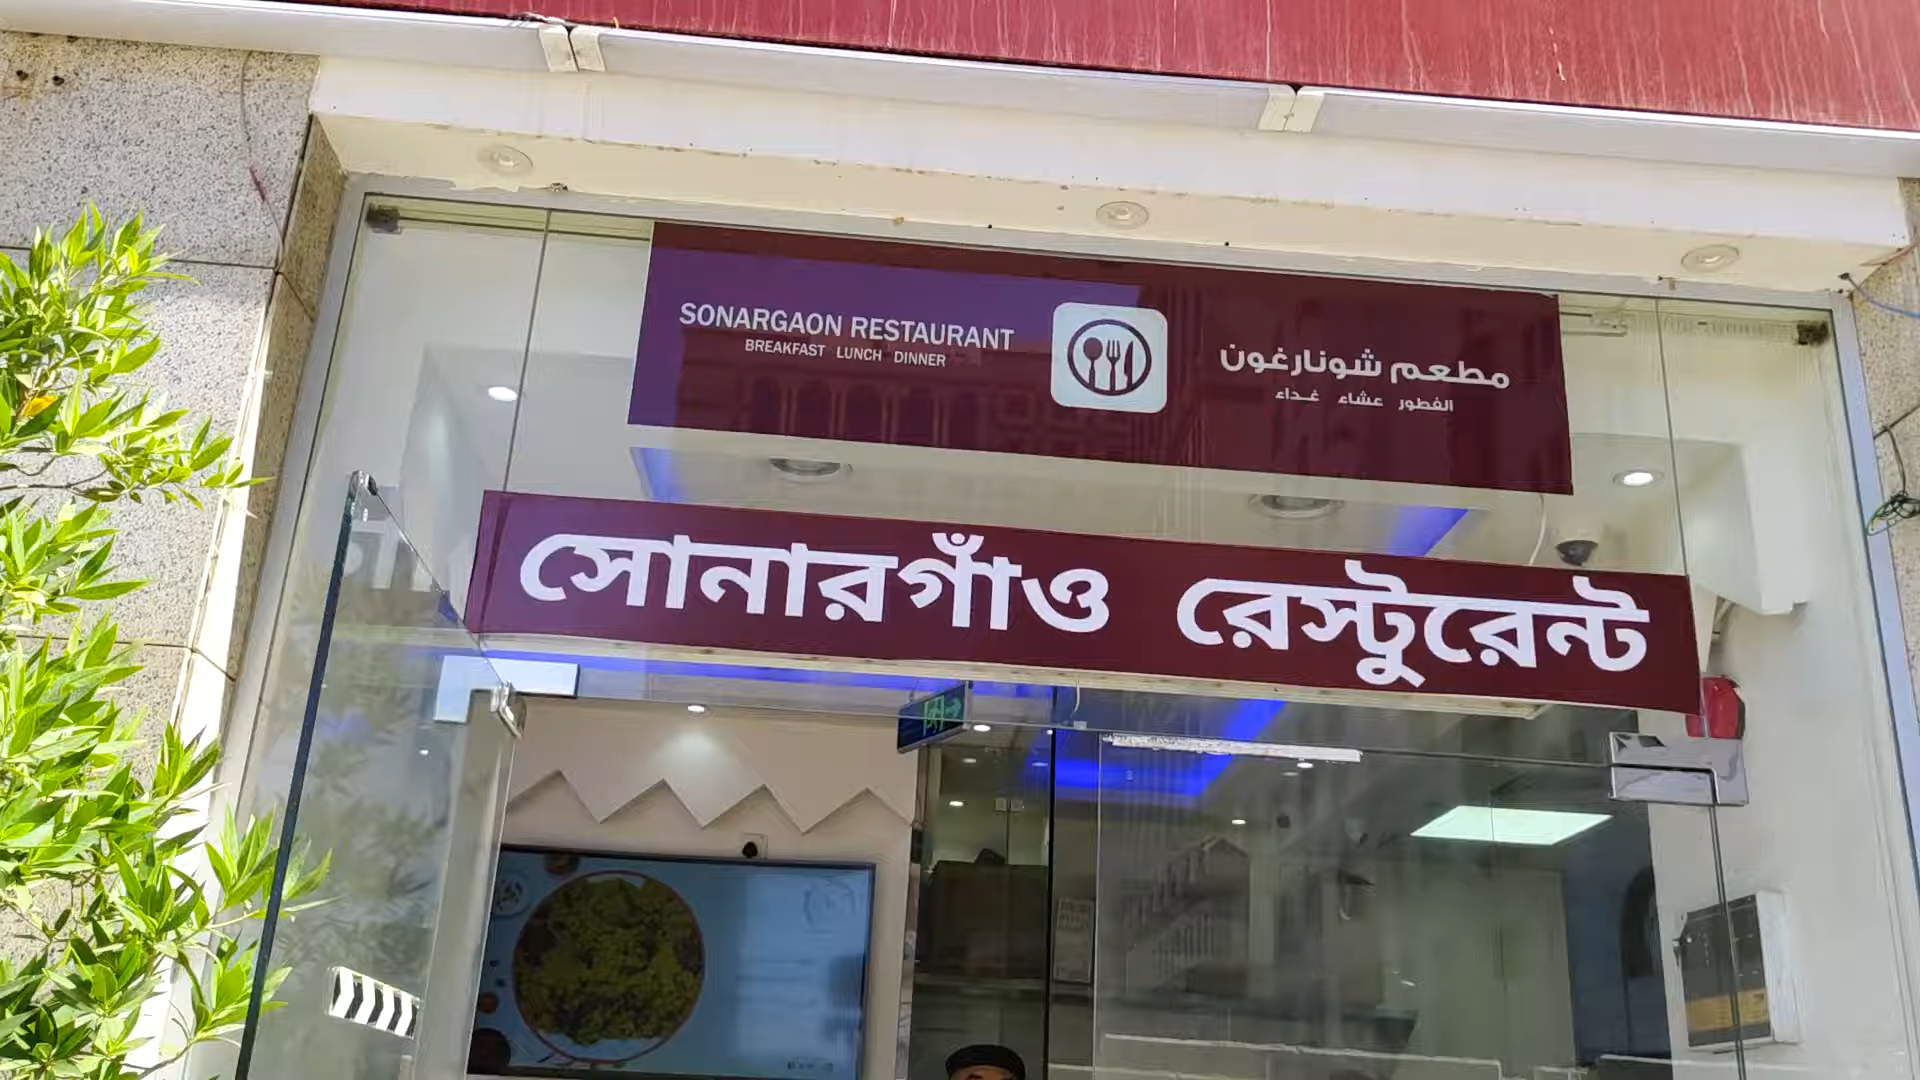 SONARGAON RESTAURANT
BREAKFAST LUNCH DINNER
مطعم شونارغون
الفطور عشاء غداء
সোনারগাঁও রেস্টুরেন্ট